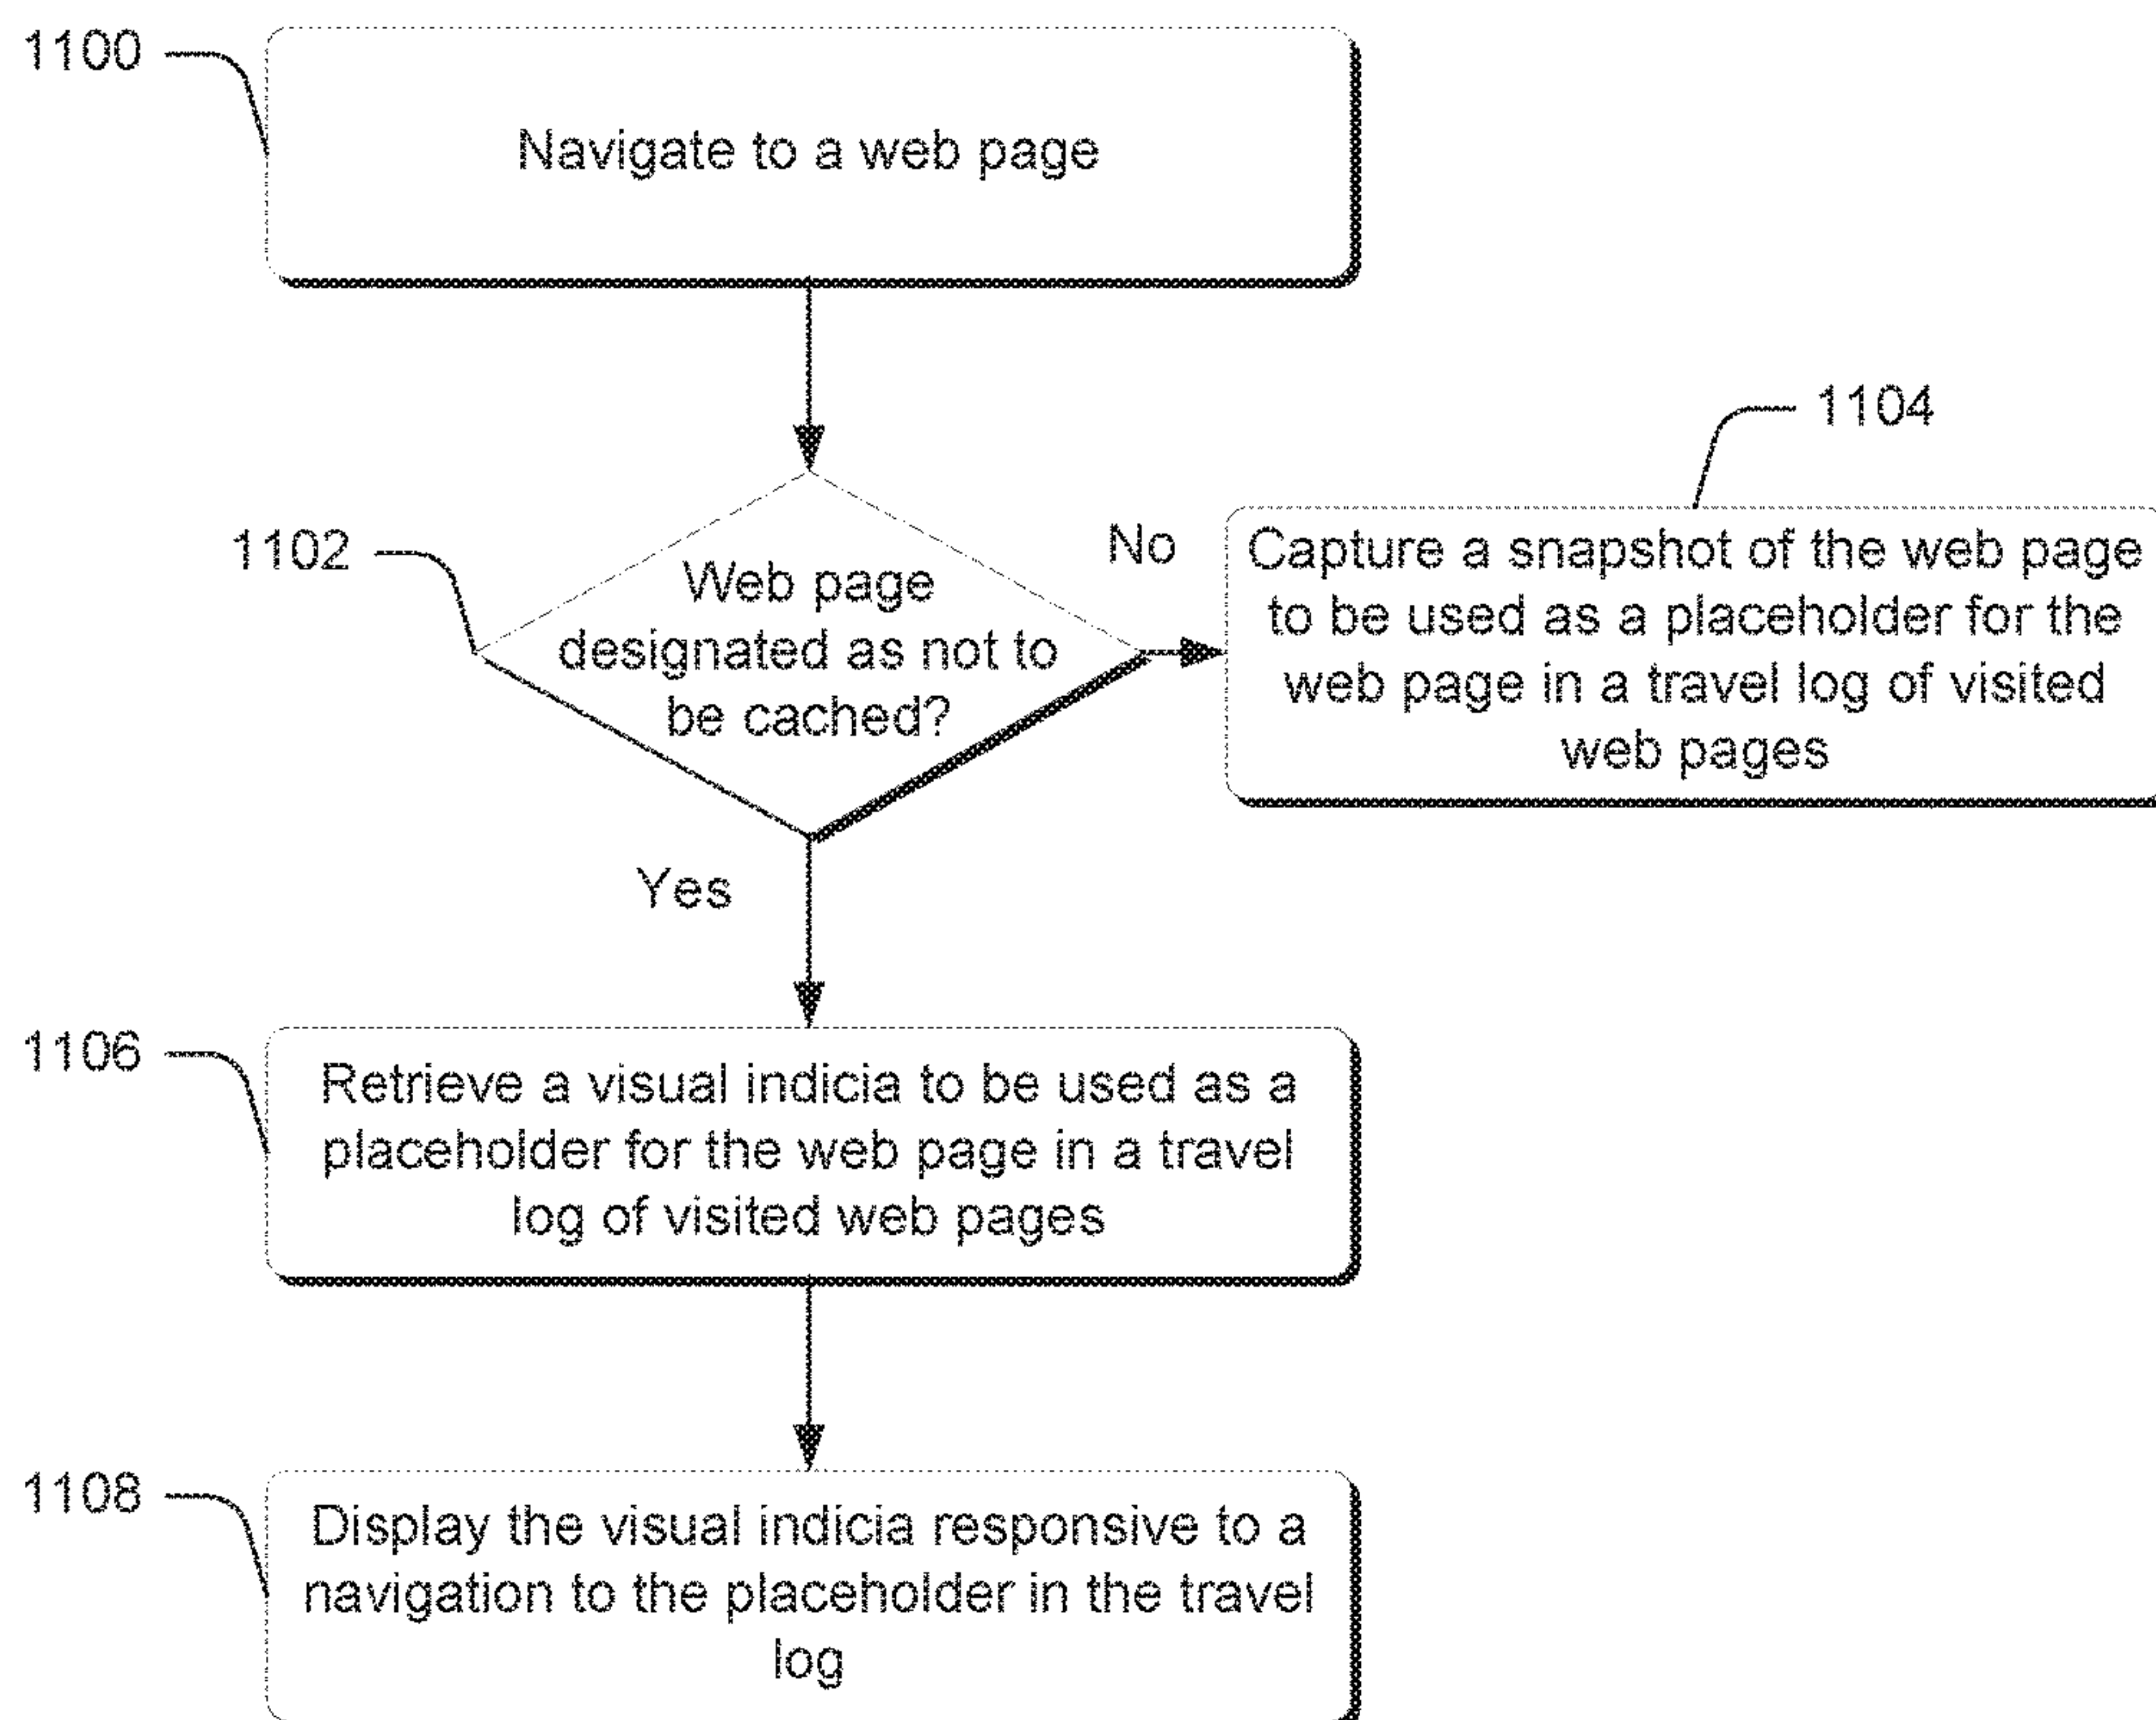 1100
Navigate to a web page
1104
1102
No
Web page
designated as not to
be cached?
Capture a snapshot of the web page
to be used as a placeholder for the
web page in a travel log of visited
web pages
Yes
1106
Retrieve a visual indicia to be used as a
placeholder for the web page in a travel
log of visited web pages
1108
Display the visual indicia responsive to a
navigation to the placeholder in the travel
log